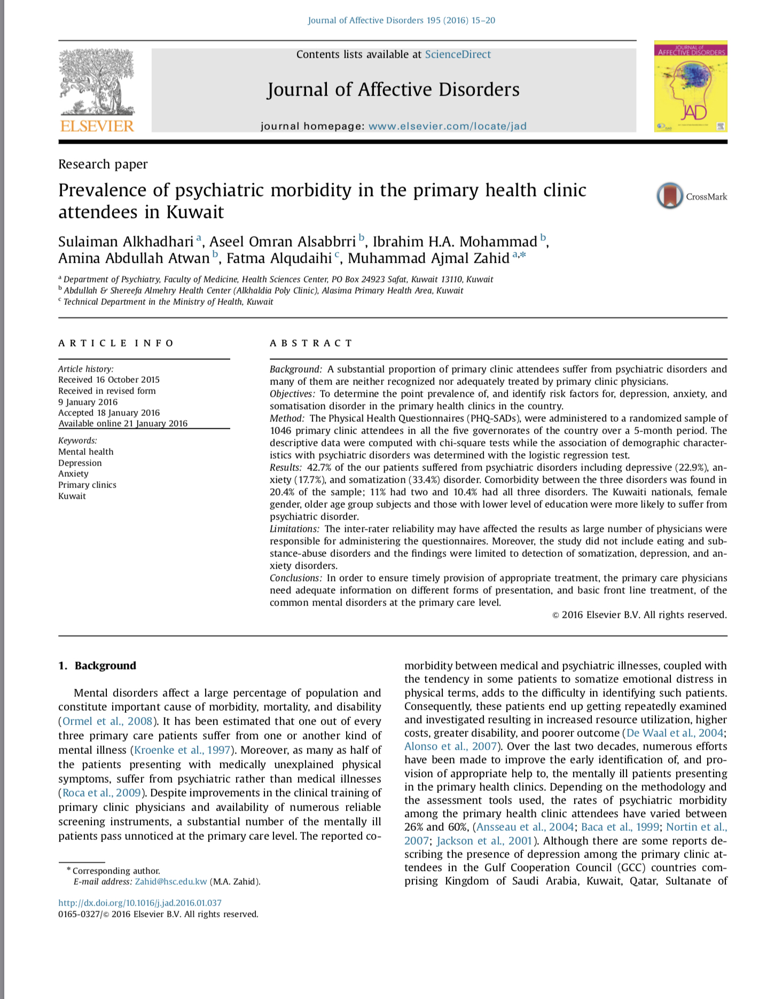 Journal of Affective Disorders 195 (2016) 15–20
Contents lists available at ScienceDirect
Journal of Affective Disorders
journal homepage: www.elsevier.com/locate/jad
ELSEVIER
JOURNAL of
AFFECTIVE DISORDERS
JAD
Research paper
Prevalence of psychiatric morbidity in the primary health clinic
attendees in Kuwait
CrossMark
Sulaiman Alkhadhari a, Aseel Omran Alsabbrri b, Ibrahim H.A. Mohammad b,
Amina Abdullah Atwan b, Fatma Alqudaihi c, Muhammad Ajmal Zahid a,*
a Department of Psychiatry, Faculty of Medicine, Health Sciences Center, PO Box 24923 Safat, Kuwait 13110, Kuwait
b Abdullah & Shereefa Almehry Health Center (Alkhaldia Poly Clinic), Alasima Primary Health Area, Kuwait
c Technical Department in the Ministry of Health, Kuwait
ARTICLE INFO
Article history:
Received 16 October 2015
Received in revised form
9 January 2016
Accepted 18 January 2016
Available online 21 January 2016
Keywords:
Mental health
Depression
Anxiety
Primary clinics
Kuwait
ABSTRACT
Background: A substantial proportion of primary clinic attendees suffer from psychiatric disorders and
many of them are neither recognized nor adequately treated by primary clinic physicians.
Objectives: To determine the point prevalence of, and identify risk factors for, depression, anxiety, and
somatisation disorder in the primary health clinics in the country.
Method: The Physical Health Questionnaires (PHQ-SADs), were administered to a randomized sample of
1046 primary clinic attendees in all the five governorates of the country over a 5-month period. The
descriptive data were computed with chi-square tests while the association of demographic character-
istics with psychiatric disorders was determined with the logistic regression test.
Results: 42.7% of the our patients suffered from psychiatric disorders including depressive (22.9%), an-
xiety (17.7%), and somatization (33.4%) disorder. Comorbidity between the three disorders was found in
20.4% of the sample; 11% had two and 10.4% had all three disorders. The Kuwaiti nationals, female
gender, older age group subjects and those with lower level of education were more likely to suffer from
psychiatric disorder.
Limitations: The inter-rater reliability may have affected the results as large number of physicians were
responsible for administering the questionnaires. Moreover, the study did not include eating and sub-
stance-abuse disorders and the findings were limited to detection of somatization, depression, and an-
xiety disorders.
Conclusions: In order to ensure timely provision of appropriate treatment, the primary care physicians
need adequate information on different forms of presentation, and basic front line treatment, of the
common mental disorders at the primary care level.
© 2016 Elsevier B.V. All rights reserved.
1. Background
Mental disorders affect a large percentage of population and
constitute important cause of morbidity, mortality, and disability
(Ormel et al., 2008). It has been estimated that one out of every
three primary care patients suffer from one or another kind of
mental illness (Kroenke et al., 1997). Moreover, as many as half of
the patients presenting with medically unexplained physical
symptoms, suffer from psychiatric rather than medical illnesses
(Roca et al., 2009). Despite improvements in the clinical training of
primary clinic physicians and availability of numerous reliable
screening instruments, a substantial number of the mentally ill
patients pass unnoticed at the primary care level. The reported co-
morbidity between medical and psychiatric illnesses, coupled with
the tendency in some patients to somatize emotional distress in
physical terms, adds to the difficulty in identifying such patients.
Consequently, these patients end up getting repeatedly examined
and investigated resulting in increased resource utilization, higher
costs, greater disability, and poorer outcome (De Waal et al., 2004;
Alonso et al., 2007). Over the last two decades, numerous efforts
have been made to improve the early identification of, and pro-
vision of appropriate help to, the mentally ill patients presenting
in the primary health clinics. Depending on the methodology and
the assessment tools used, the rates of psychiatric morbidity
among the primary health clinic attendees have varied between
26% and 60%, (Ansseau et al., 2004; Baca et al., 1999; Nortin et al.,
2007; Jackson et al., 2001). Although there are some reports de-
scribing the presence of depression among the primary clinic at-
tendees in the Gulf Cooperation Council (GCC) countries com-
prising Kingdom of Saudi Arabia, Kuwait, Qatar, Sultanate of
* Corresponding author.
E-mail address: Zahid@hsc.edu.kw (M.A. Zahid).
http://dx.doi.org/10.1016/j.jad.2016.01.037
0165-0327/© 2016 Elsevier B.V. All rights reserved.